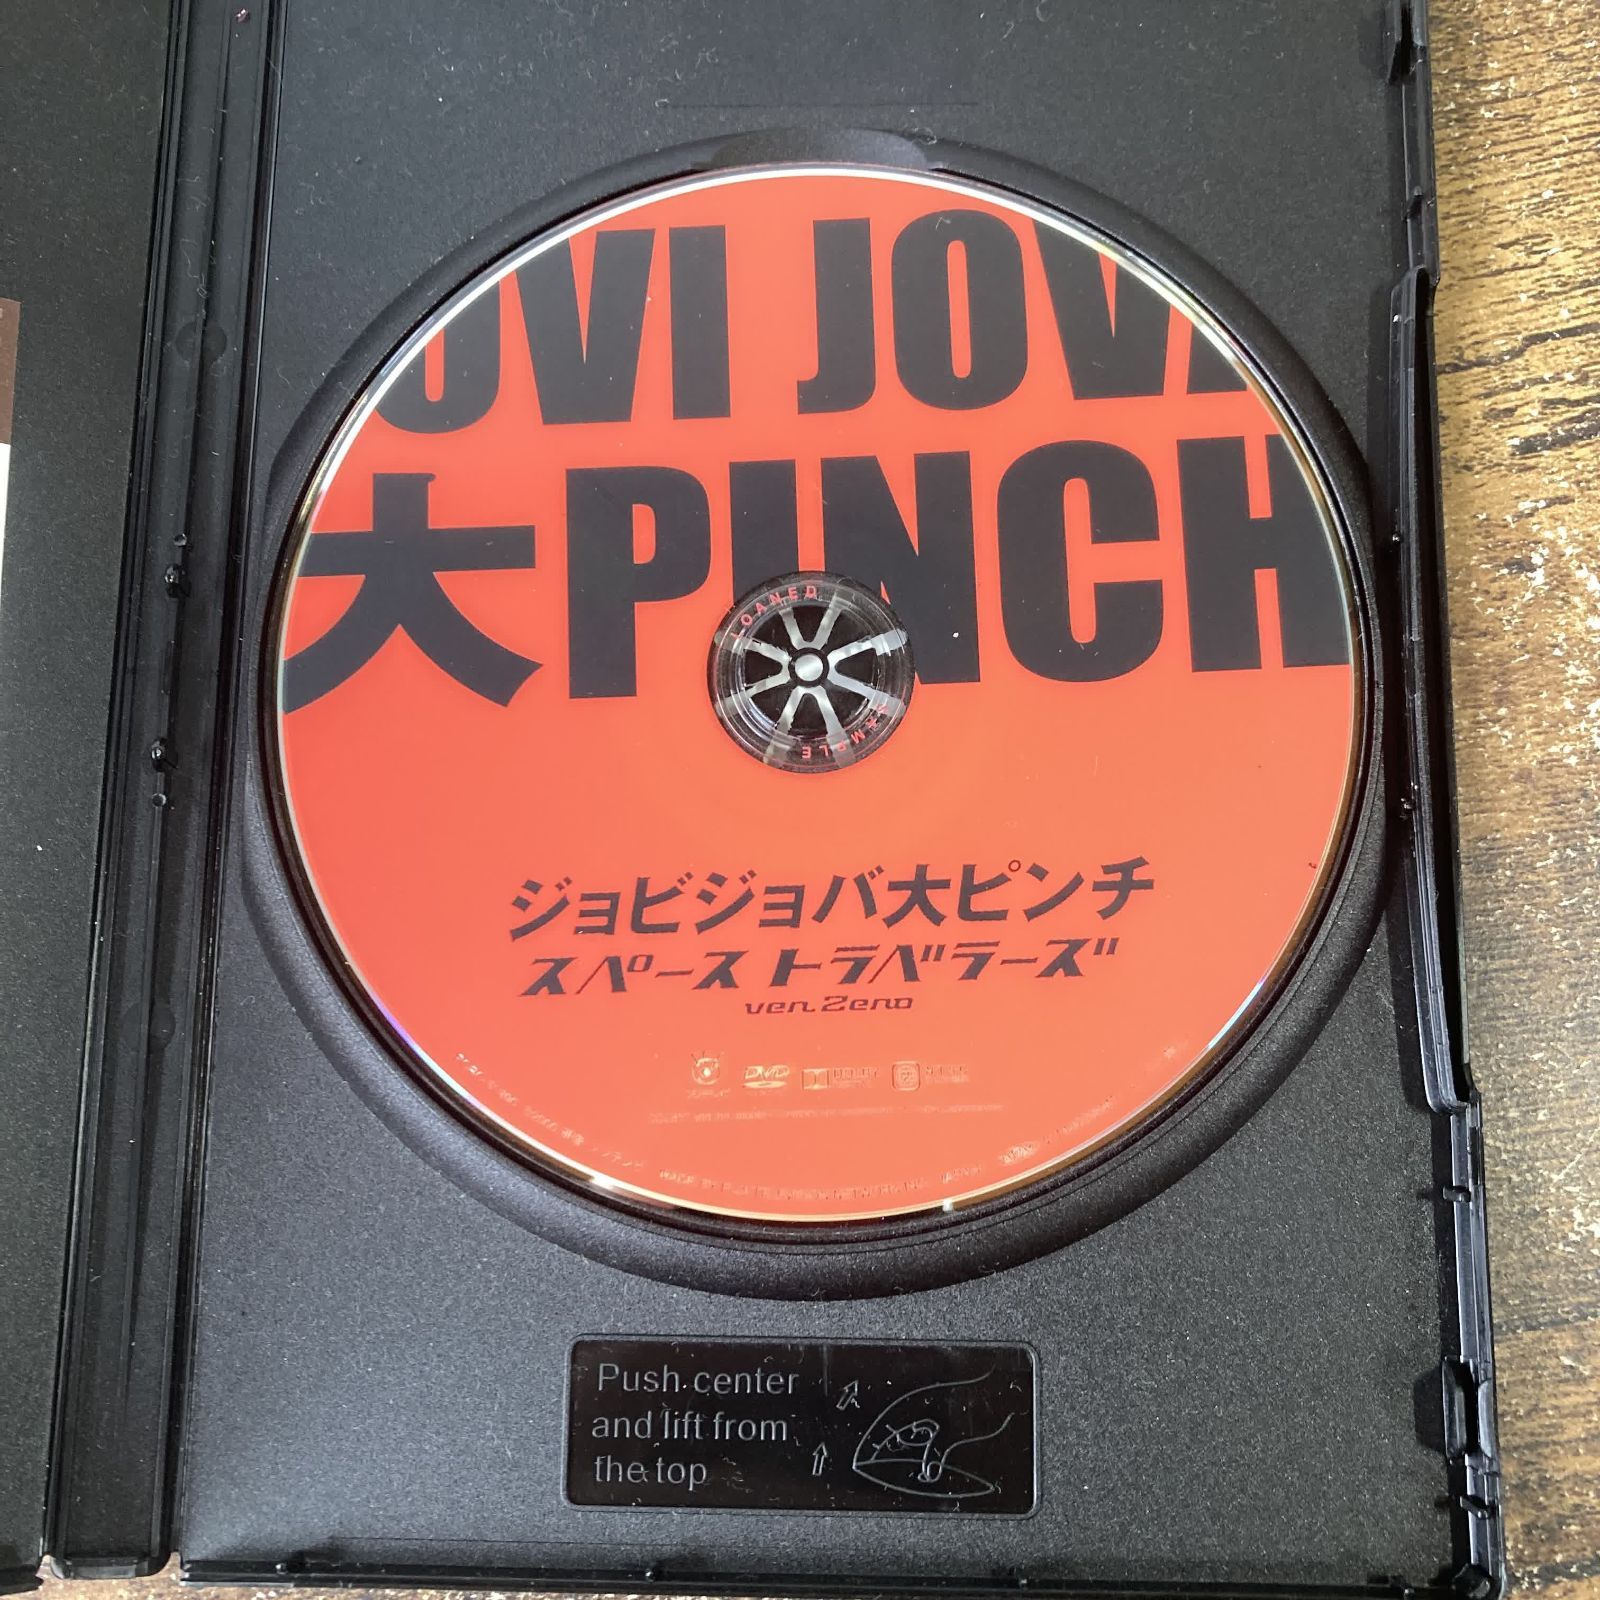 OVI JOVA
大PINCH
LOANED
SAMPLE
ジョビジョバ大ピンチ
スペーストラベラーズ
ver.Zero
DVD
DOLBY
Push center
and lift from
the top